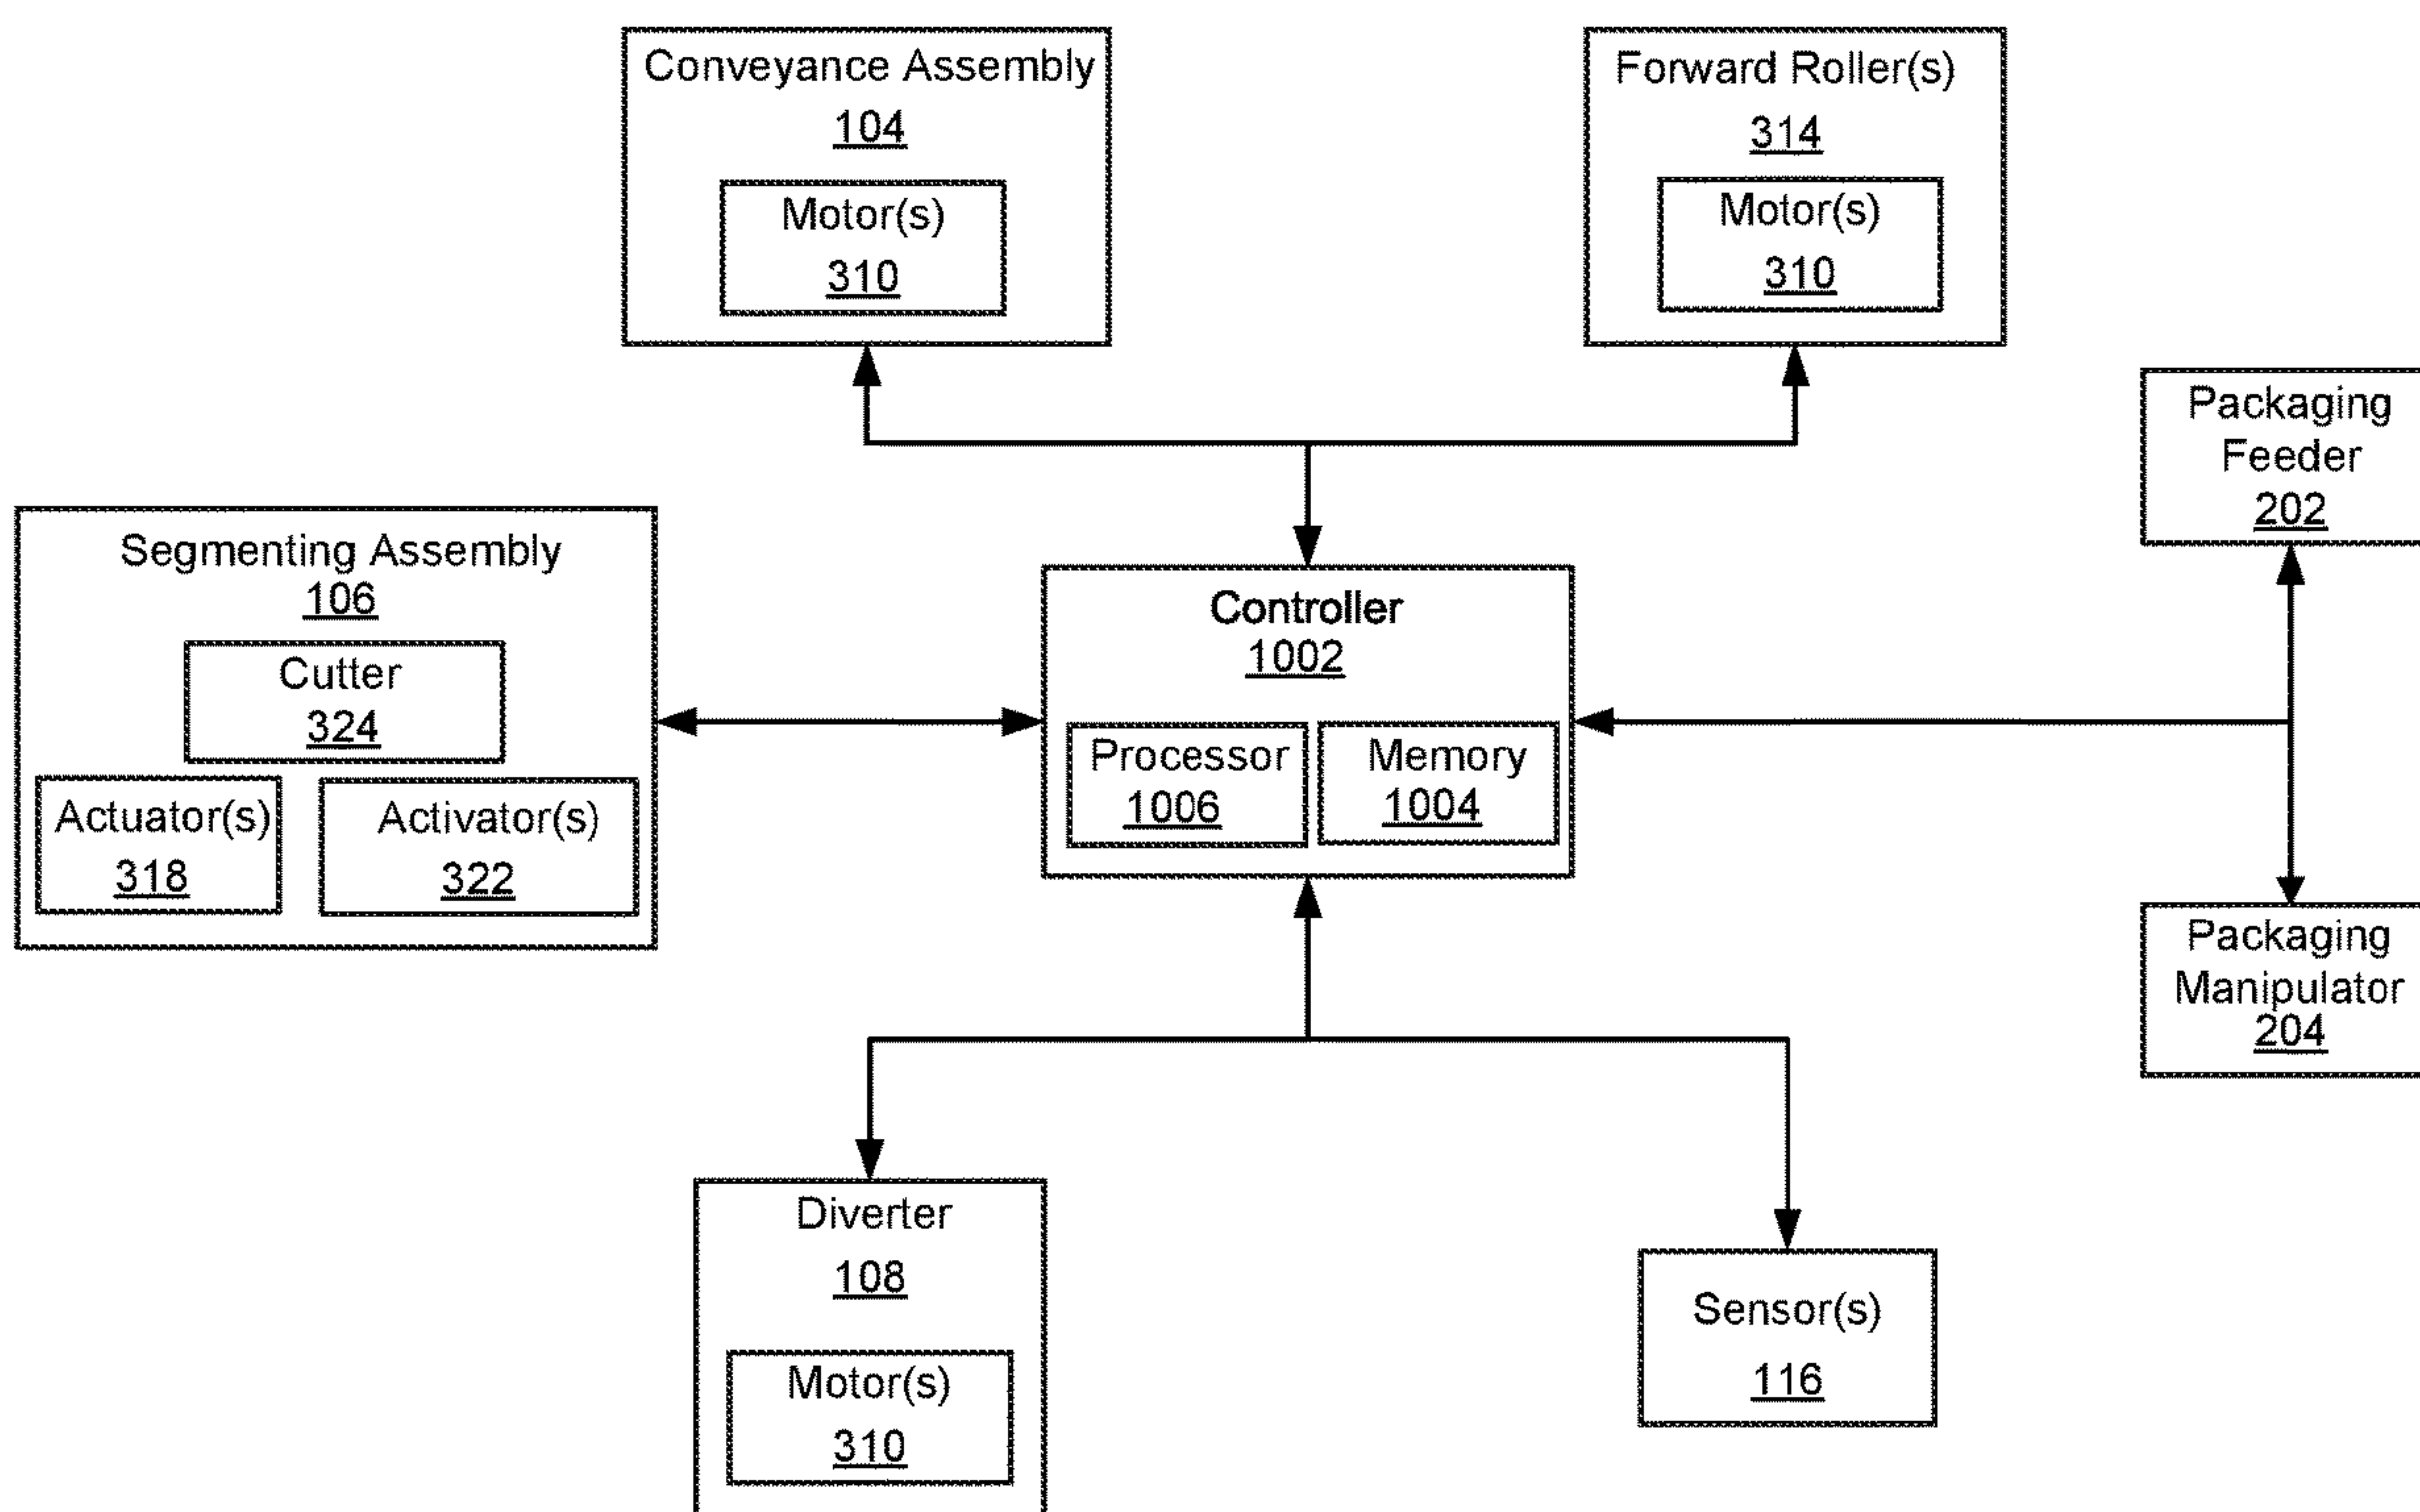 Conveyance Assembly
104
Motor(s)
310
Forward Roller(s)
314
Motor(s)
310
Packaging
Feeder
202
Segmenting Assembly
106
Cutter
324
Actuator(s)
318
Activator(s)
322
Controller
1002
Processor
1006
Memory
1004
Packaging
Manipulator
204
Diverter
108
Motor(s)
310
Sensor(s)
116